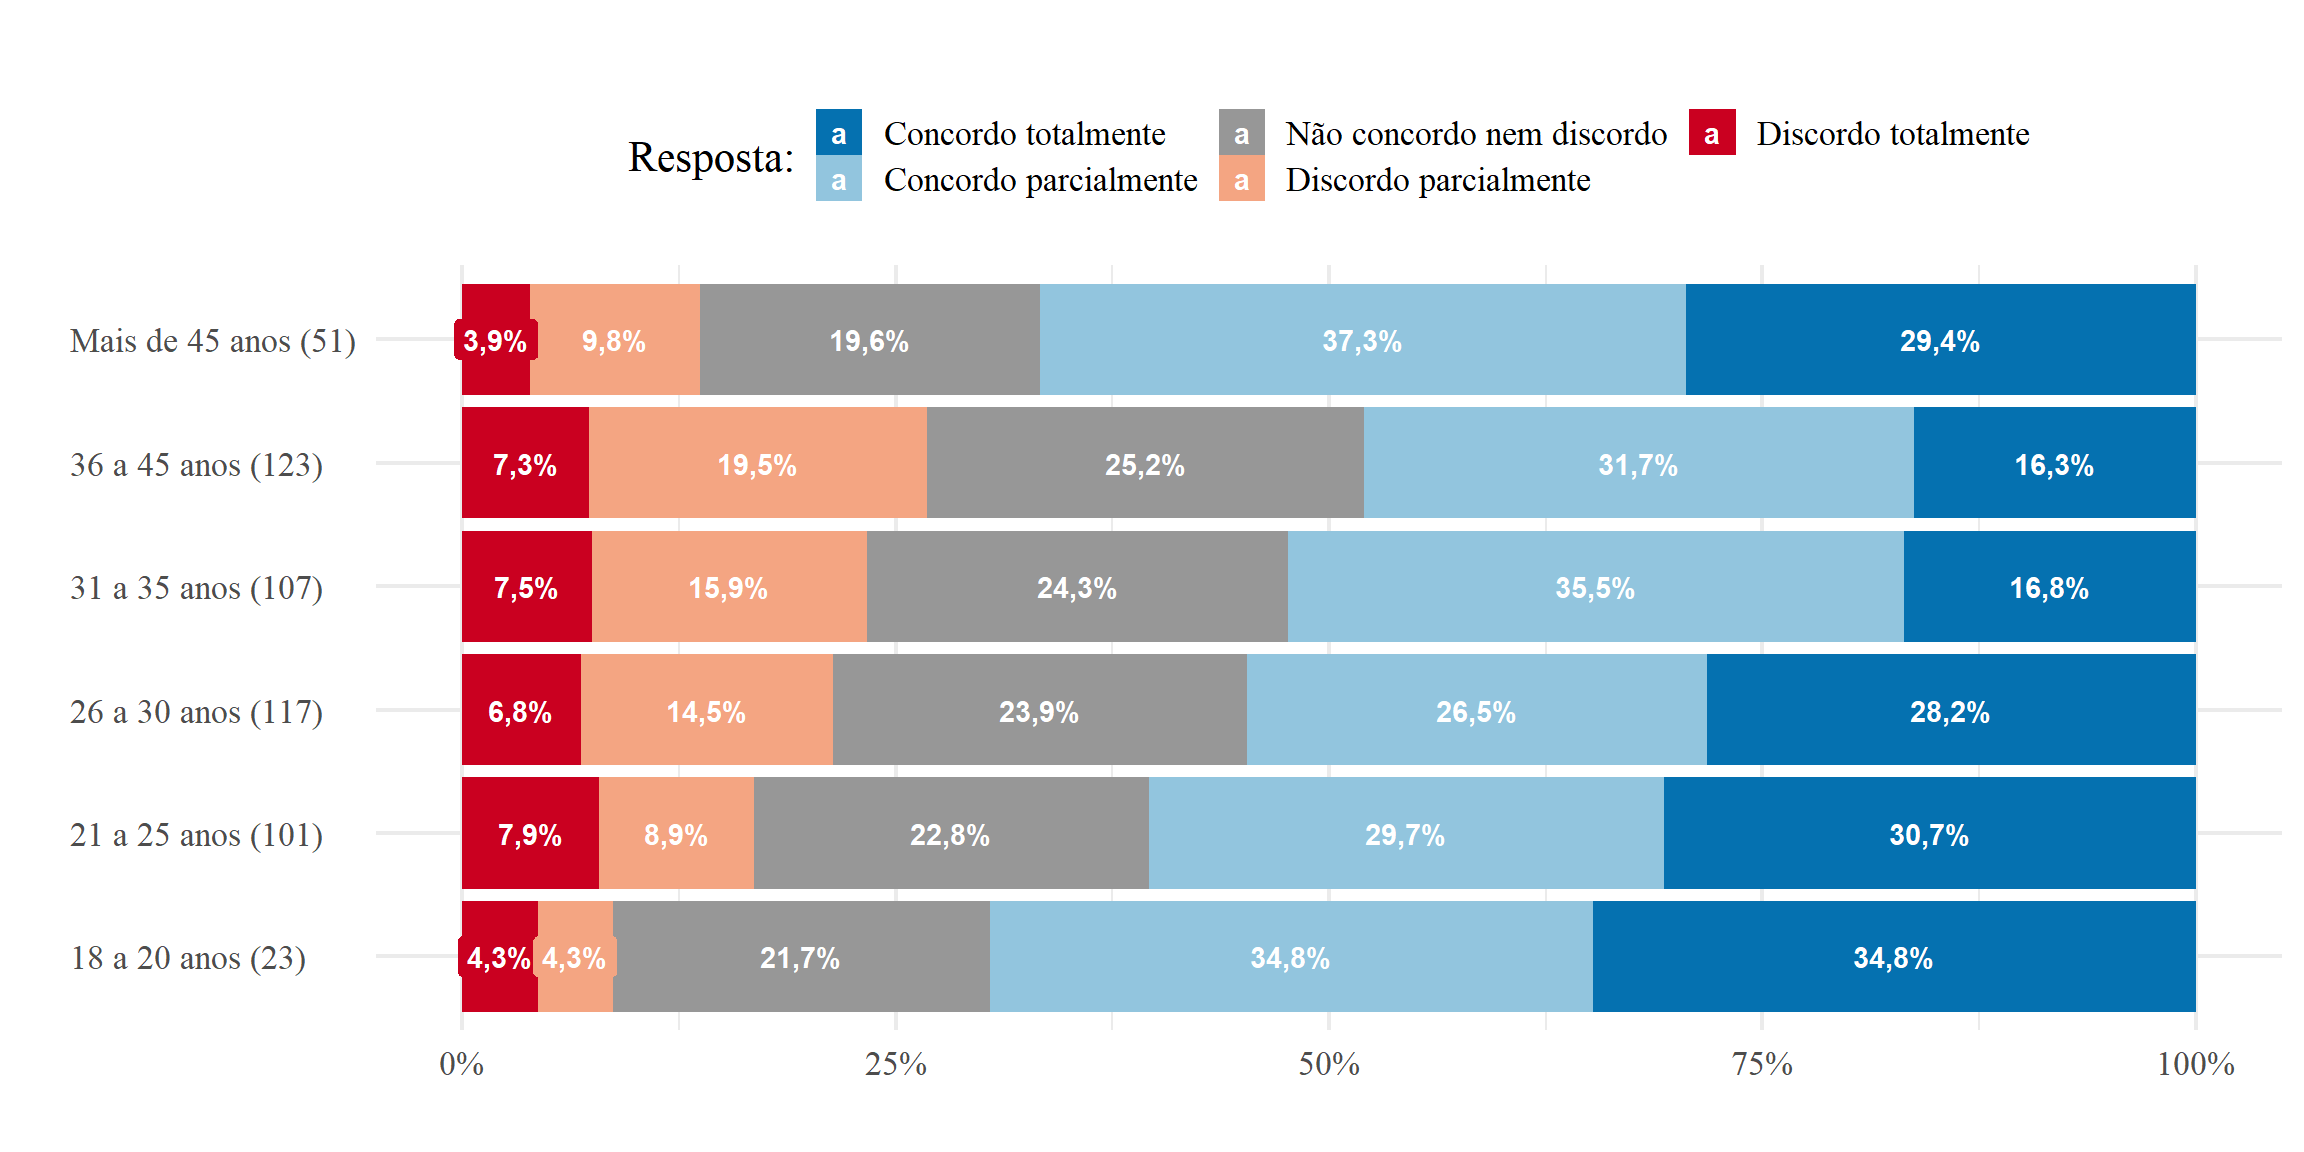 Resposta:
a Concordo totalmente
a Concordo parcialmente
a Não concordo nem discordo
a Discordo parcialmente
a Discordo totalmente
Mais de 45 anos (51) 3,9% 9,8% 19,6% 37,3% 29,4%
36 a 45 anos (123) 7,3% 19,5% 25,2% 31,7% 16,3%
31 a 35 anos (107) 7,5% 15,9% 24,3% 35,5% 16,8%
26 a 30 anos (117) 6,8% 14,5% 23,9% 26,5% 28,2%
21 a 25 anos (101) 7,9% 8,9% 22,8% 29,7% 30,7%
18 a 20 anos (23) 4,3% 4,3% 21,7% 34,8% 34,8%
0% 25% 50% 75% 100%